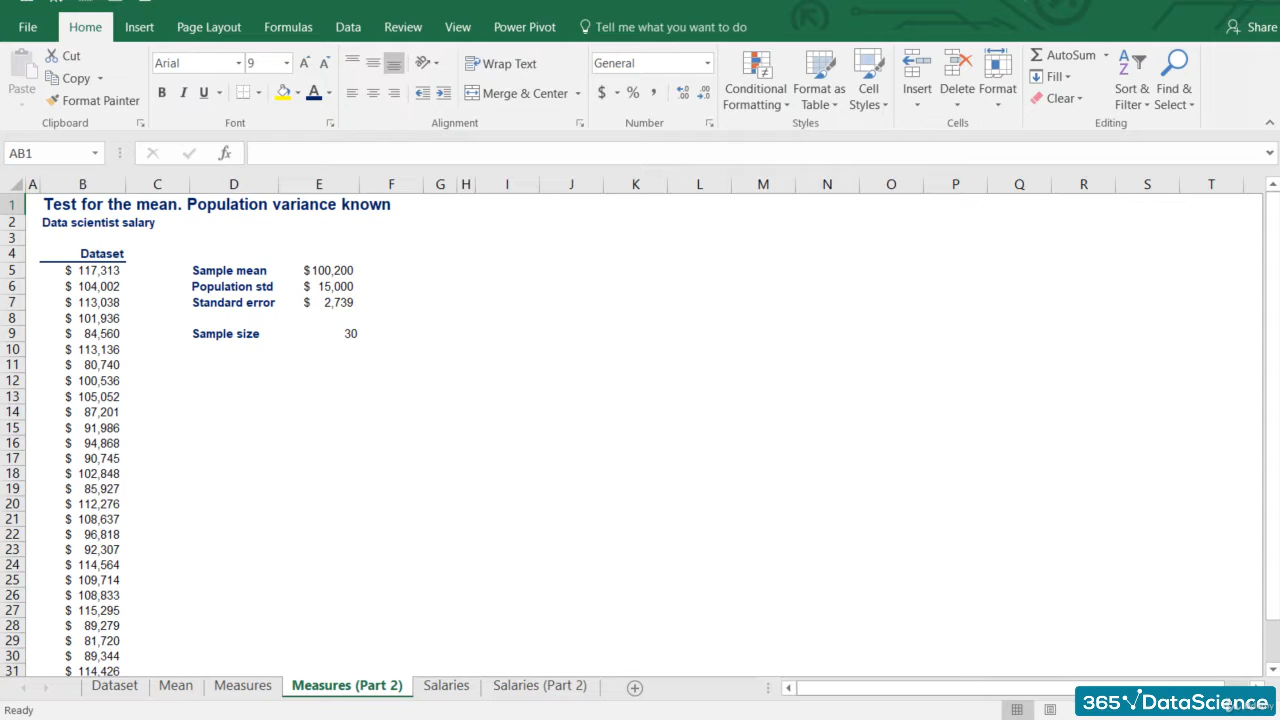 File Home Insert Page Layout Formulas Data Review View Power Pivot Tell me what you want to do Share
Paste Cut Copy Format Painter
Clipboard
Arial 9 A A
B I U A
Font
Wrap Text
Merge & Center
Alignment
General
$ % ,
Number
Conditional Formatting Format as Table Cell Styles
Styles
Insert Delete Format
Cells
AutoSum Fill Clear Sort & Filter Find & Select
Editing
AB1 fx
A B C D E F G H I J K L M N O P Q R S T
1 Test for the mean. Population variance known
2 Data scientist salary
3
4 Dataset
5 $ 117,313 Sample mean $100,200
6 $ 104,002 Population std $ 15,000
7 $ 113,038 Standard error $ 2,739
8 $ 101,936
9 $ 84,560 Sample size 30
10 $ 113,136
11 $ 80,740
12 $ 100,536
13 $ 105,052
14 $ 87,201
15 $ 91,986
16 $ 94,868
17 $ 90,745
18 $ 102,848
19 $ 85,927
20 $ 112,276
21 $ 108,637
22 $ 96,818
23 $ 92,307
24 $ 114,564
25 $ 109,714
26 $ 108,833
27 $ 115,295
28 $ 89,279
29 $ 81,720
30 $ 89,344
31 $ 114,426
Dataset Mean Measures Measures (Part 2) Salaries Salaries (Part 2)
Ready
365 DataScience